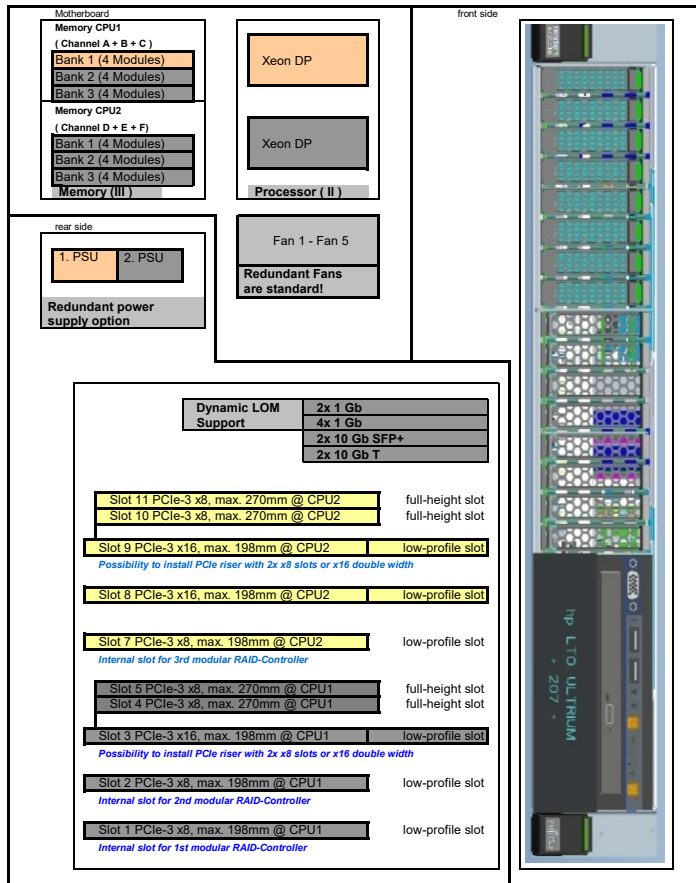 Motherboard
Memory CPU1
( Channel A + B + C )
Bank 1 (4 Modules)
Bank 2 (4 Modules)
Bank 3 (4 Modules)
Memory CPU2
( Channel D + E + F)
Bank 1 (4 Modules)
Bank 2 (4 Modules)
Bank 3 (4 Modules)
Memory (III )
Xeon DP
Xeon DP
Processor ( II )
rear side
1. PSU 2. PSU
Redundant power
supply option
Fan 1 - Fan 5
Redundant Fans
are standard!
front side
Dynamic LOM
Support
2x 1 Gb
4x 1 Gb
2x 10 Gb SFP+
2x 10 Gb T
Slot 11 PCIe-3 x8, max. 270mm @ CPU2 full-height slot
Slot 10 PCIe-3 x8, max. 270mm @ CPU2 full-height slot
Slot 9 PCIe-3 x16, max. 198mm @ CPU2 low-profile slot
Possibility to install PCIe riser with 2x x8 slots or x16 double width
Slot 8 PCIe-3 x16, max. 198mm @ CPU2 low-profile slot
Slot 7 PCIe-3 x8, max. 198mm @ CPU2 low-profile slot
Internal slot for 3rd modular RAID-Controller
Slot 5 PCIe-3 x8, max. 270mm @ CPU1 full-height slot
Slot 4 PCIe-3 x8, max. 270mm @ CPU1 full-height slot
Slot 3 PCIe-3 x16, max. 198mm @ CPU1 low-profile slot
Possibility to install PCIe riser with 2x x8 slots or x16 double width
Slot 2 PCIe-3 x8, max. 198mm @ CPU1 low-profile slot
Internal slot for 2nd modular RAID-Controller
Slot 1 PCIe-3 x8, max. 198mm @ CPU1 low-profile slot
Internal slot for 1st modular RAID-Controller
hp LTO ULTRIUM
> 207 <